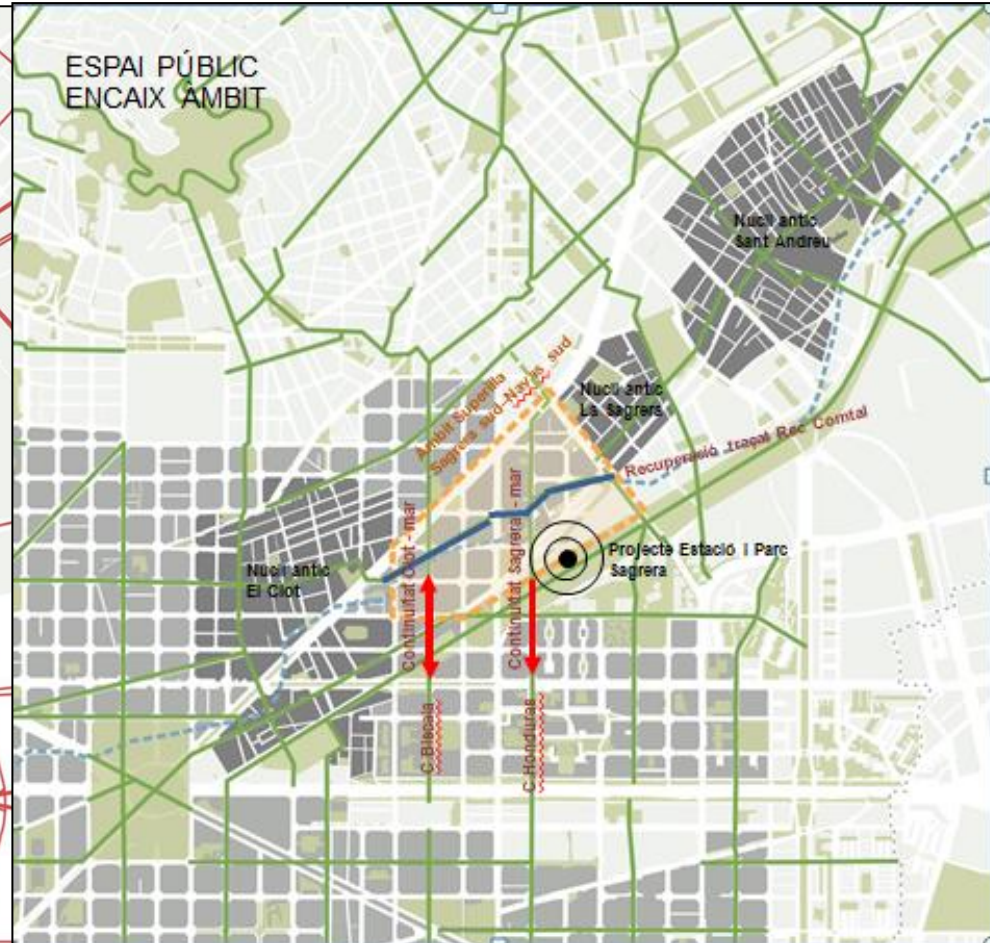 ESPAI PÚBLIC
ENCAIX ÀMBIT
Nucli antic
Sant Andreu
Àmbit Superilla
Sagrera sud-Navas sud
Nucli antic
La Sagrera
Recuperació traçat Rec Comtal
Continuïtat Clot - mar
Continuïtat Sagrera - mar
Nucli antic
El Clot
Projecte Estació i Parc
Sagrera
C.Biscaia
C.Honduras